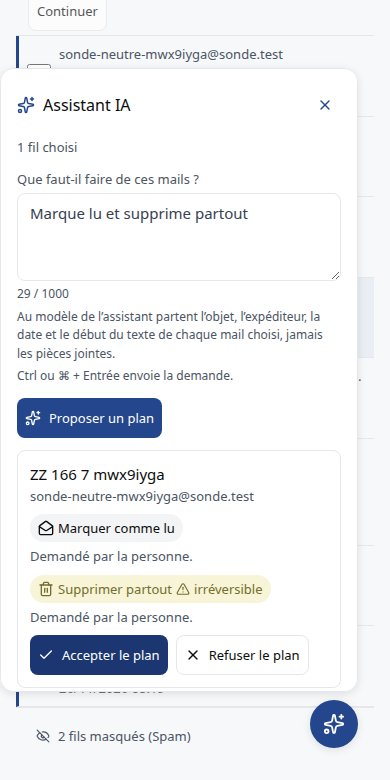 Continuer
sonde-neutre-mwx9iyga@sonde.test
Assistant IA
1 fil choisi
Que faut-il faire de ces mails ?
Marque lu et supprime partout
29 / 1000
Au modèle de l’assistant partent l’objet, l’expéditeur, la
date et le début du texte de chaque mail choisi, jamais
les pièces jointes.
Ctrl ou ⌘ + Entrée envoie la demande.
Proposer un plan
ZZ 166 7 mwx9iyga
sonde-neutre-mwx9iyga@sonde.test
Marquer comme lu
Demandé par la personne.
Supprimer partout ⚠ irréversible
Demandé par la personne.
Accepter le plan
Refuser le plan
2 fils masqués (Spam)